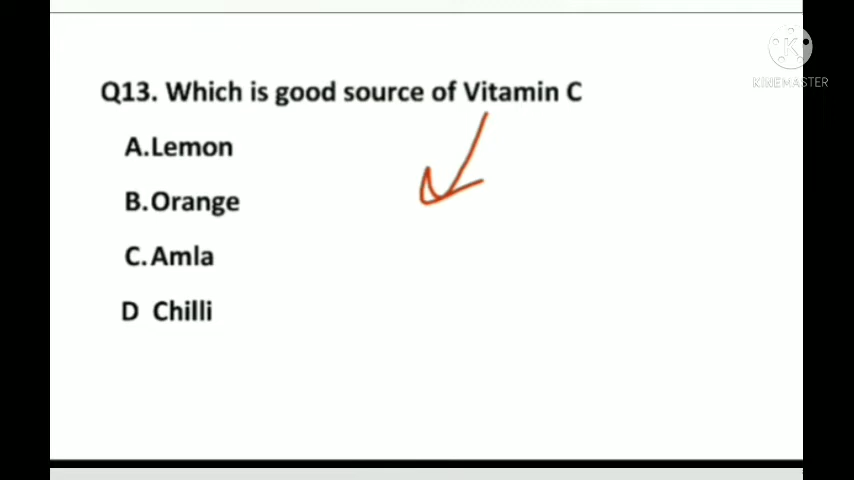 KINEMASTER
Q13. Which is good source of Vitamin C
A.Lemon
B.Orange
C.Amla
D Chilli